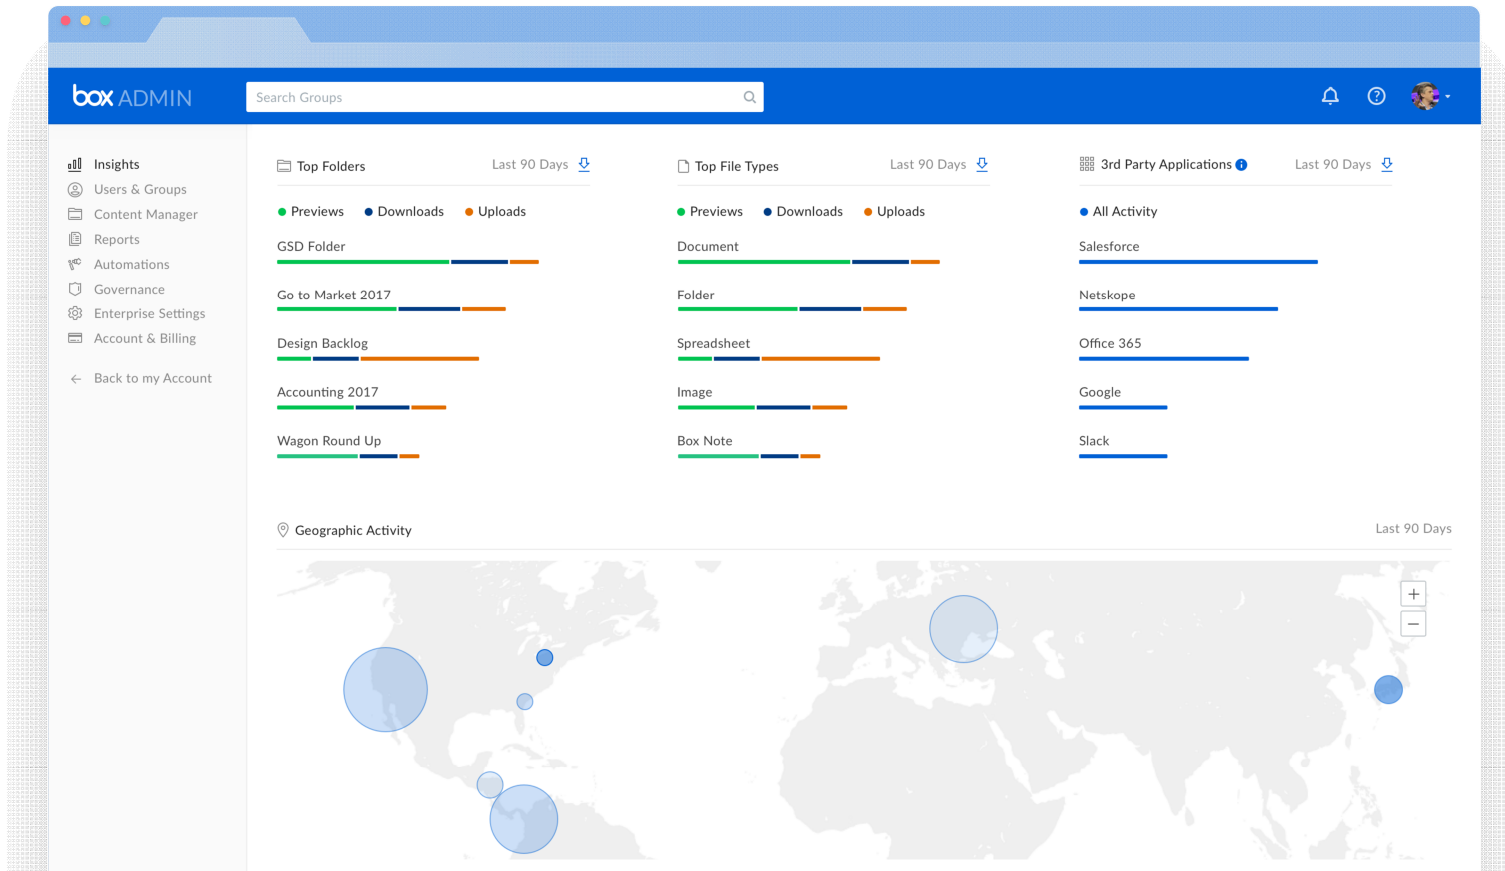 box ADMIN
Search Groups
Insights
Users & Groups
Content Manager
Reports
Automations
Governance
Enterprise Settings
Account & Billing
Back to my Account
Top Folders Last 90 Days
Previews Downloads Uploads
GSD Folder
Go to Market 2017
Design Backlog
Accounting 2017
Wagon Round Up
Top File Types Last 90 Days
Previews Downloads Uploads
Document
Folder
Spreadsheet
Image
Box Note
3rd Party Applications Last 90 Days
All Activity
Salesforce
Netskope
Office 365
Google
Slack
Geographic Activity Last 90 Days